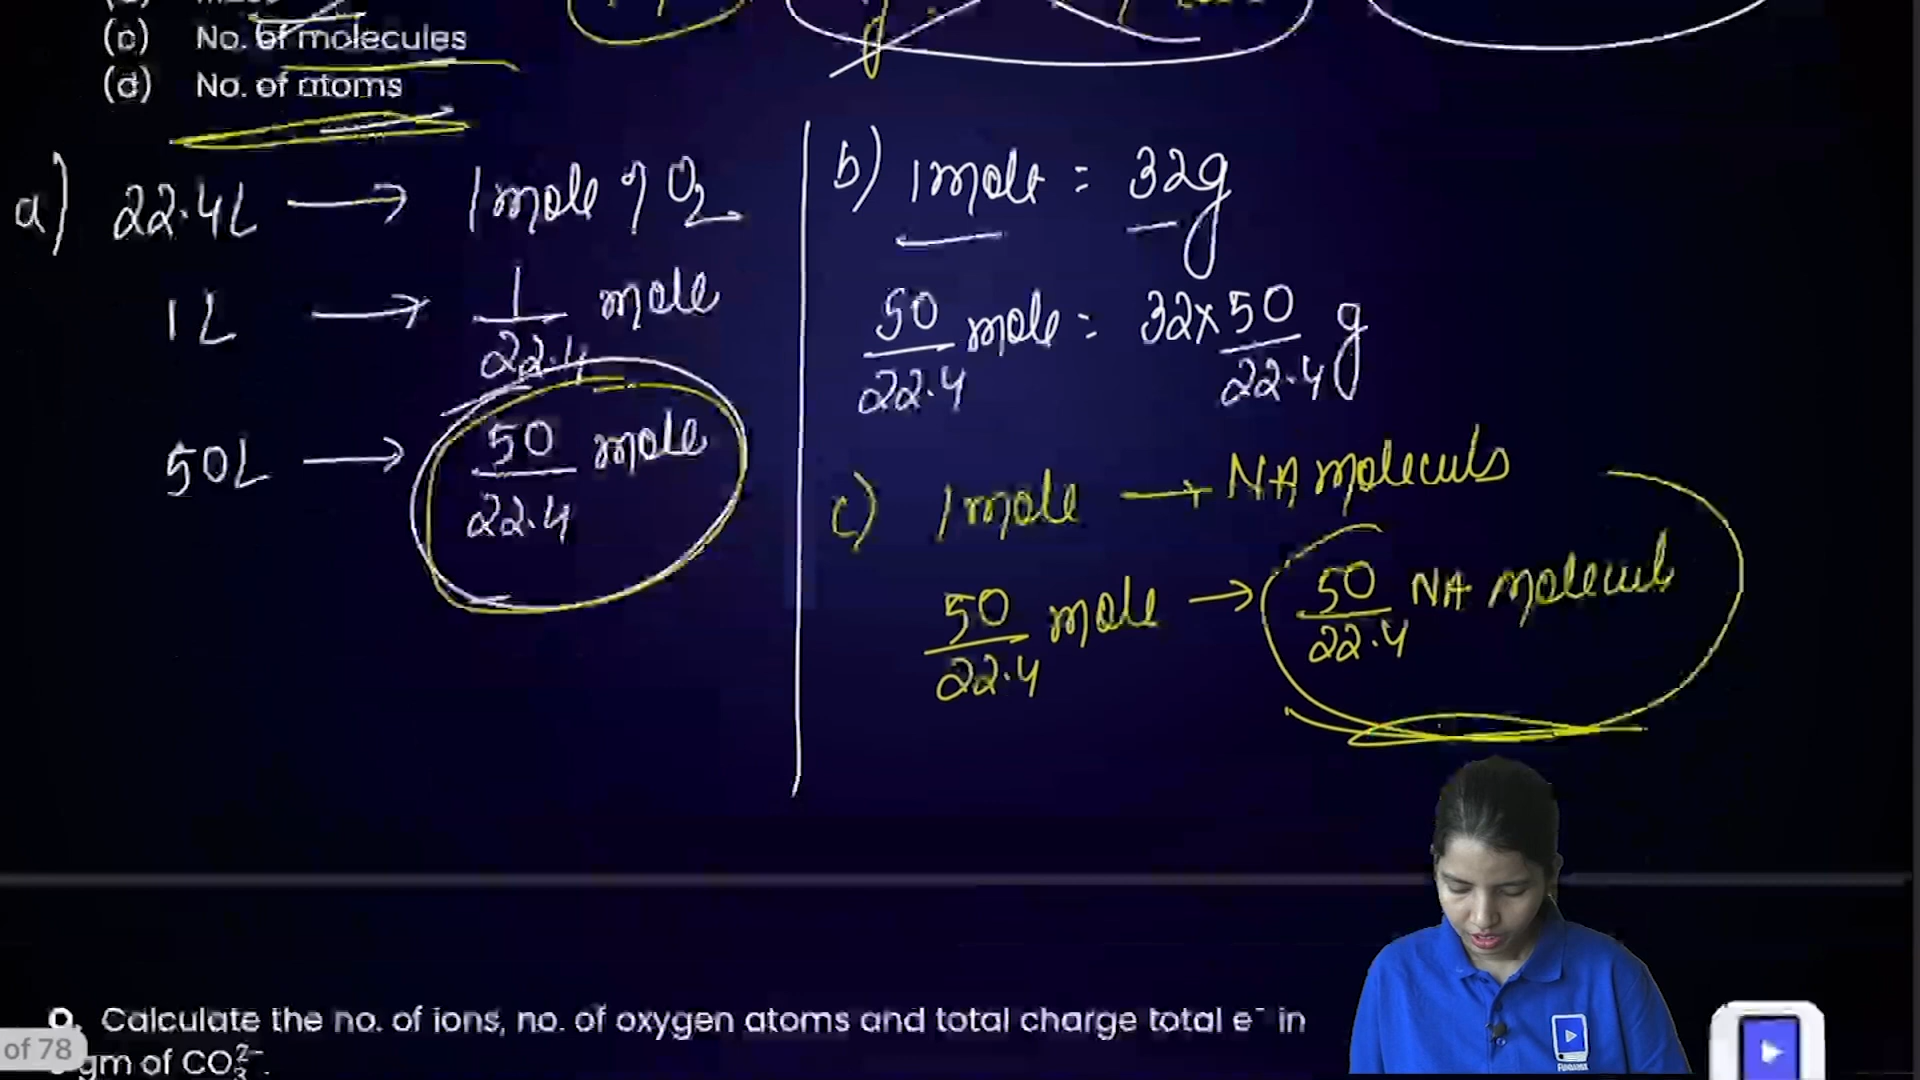 (c) No. of molecules
(d) No. of atoms
a) 22.4L → 1 mole of O2
1L → 1/22.4 mole
50L → 50/22.4 mole
b) 1 mole = 32g
50/22.4 mole = 32 x 50/22.4 g
c) 1 mole → NA moleculs
50/22.4 mole → 50/22.4 NA molecul
Q. Calculate the no. of ions, no. of oxygen atoms and total charge total e⁻ in
gm of CO₃²⁻.
of 78